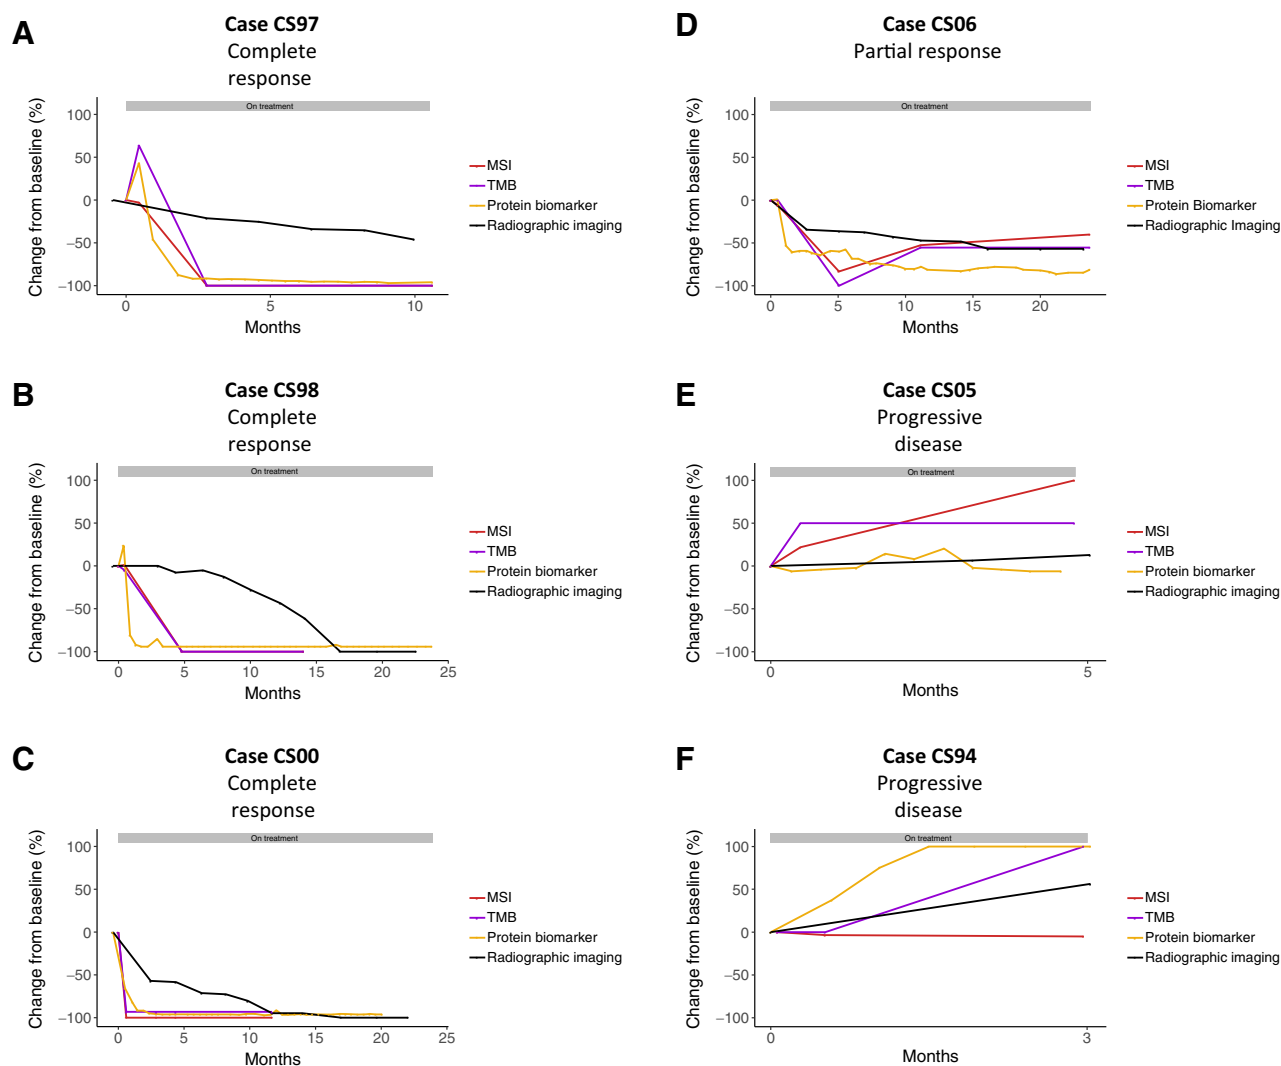 A
Case CS97
Complete
response
On treatment
Change from baseline (%)
100
50
0
−50
−100
0
5
10
Months
MSI
TMB
Protein biomarker
Radiographic imaging
D
Case CS06
Partial response
On treatment
Change from baseline (%)
100
50
0
−50
−100
0
5
10
15
20
Months
MSI
TMB
Protein Biomarker
Radiographic Imaging
B
Case CS98
Complete
response
On treatment
Change from baseline (%)
100
50
0
−50
−100
0
5
10
15
20
25
Months
MSI
TMB
Protein biomarker
Radiographic imaging
E
Case CS05
Progressive
disease
On treatment
Change from baseline (%)
100
50
0
−50
−100
0
5
Months
MSI
TMB
Protein biomarker
Radiographic imaging
C
Case CS00
Complete
response
On treatment
Change from baseline (%)
100
50
0
−50
−100
0
5
10
15
20
25
Months
MSI
TMB
Protein biomarker
Radiographic imaging
F
Case CS94
Progressive
disease
On treatment
Change from baseline (%)
100
50
0
−50
−100
0
3
Months
MSI
TMB
Protein biomarker
Radiographic imaging